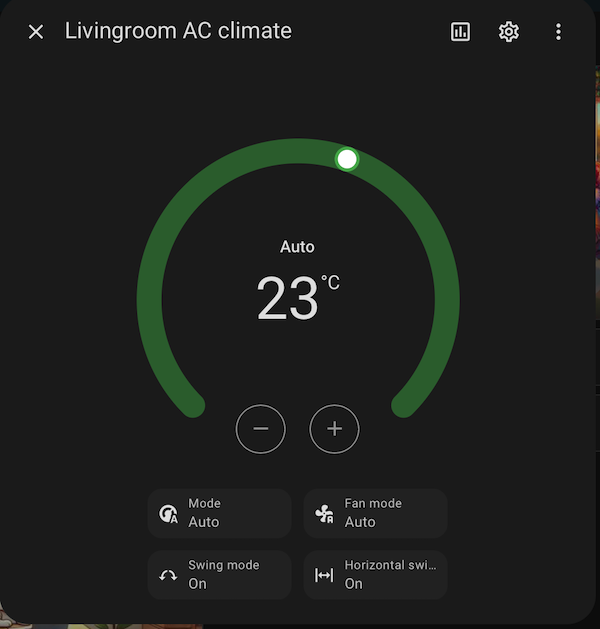 Livingroom AC climate
Auto
23 °C
Mode
Auto
Fan mode
Auto
Swing mode
On
Horizontal swi...
On